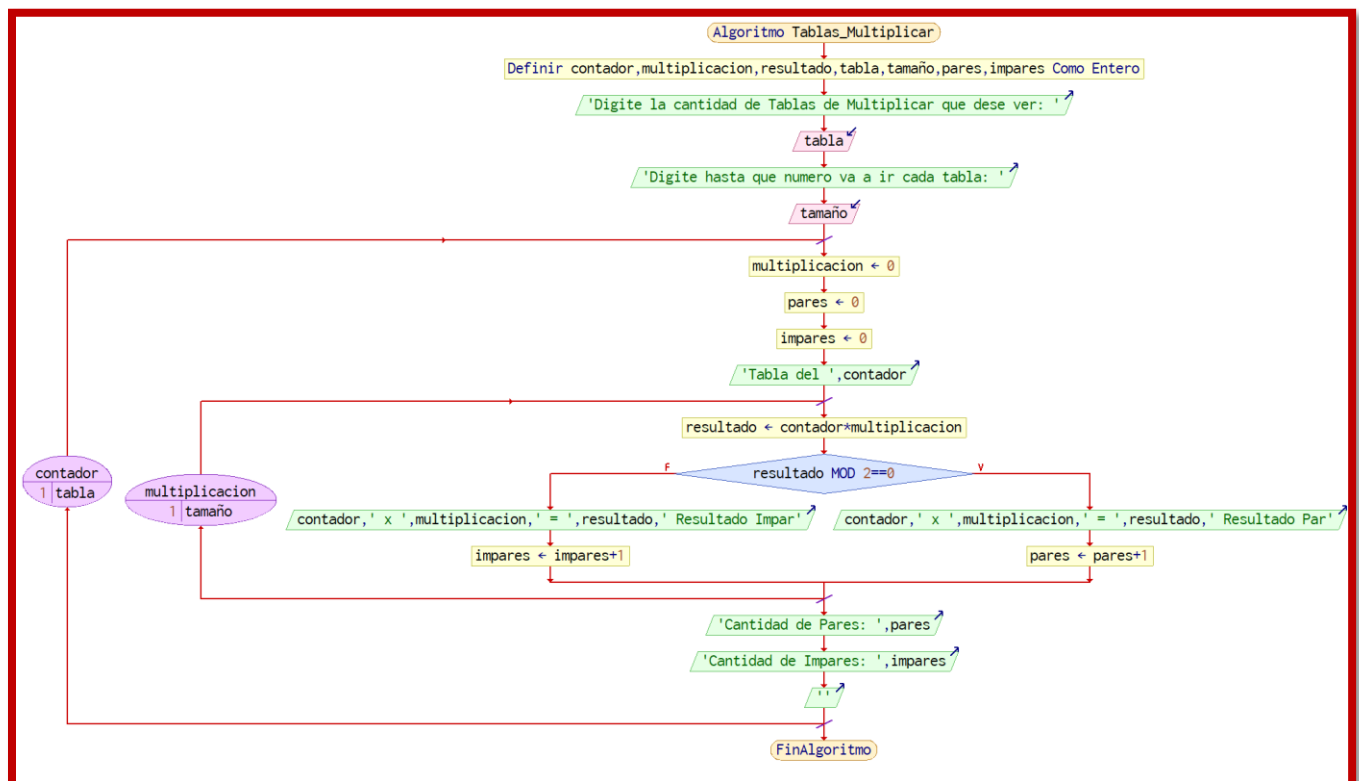 Algoritmo Tablas_Multiplicar
Definir contador,multiplicacion,resultado,tabla,tamaño,pares,impares Como Entero
'Digite la cantidad de Tablas de Multiplicar que dese ver: '
tabla
'Digite hasta que numero va a ir cada tabla: '
tamaño
multiplicacion ← 0
pares ← 0
impares ← 0
'Tabla del ',contador
resultado ← contador*multiplicacion
contador
1 tabla
multiplicacion
1 tamaño
F
resultado MOD 2==0
V
contador,' x ',multiplicacion,' = ',resultado,' Resultado Impar'
contador,' x ',multiplicacion,' = ',resultado,' Resultado Par'
impares ← impares+1
pares ← pares+1
'Cantidad de Pares: ',pares
'Cantidad de Impares: ',impares
''
FinAlgoritmo